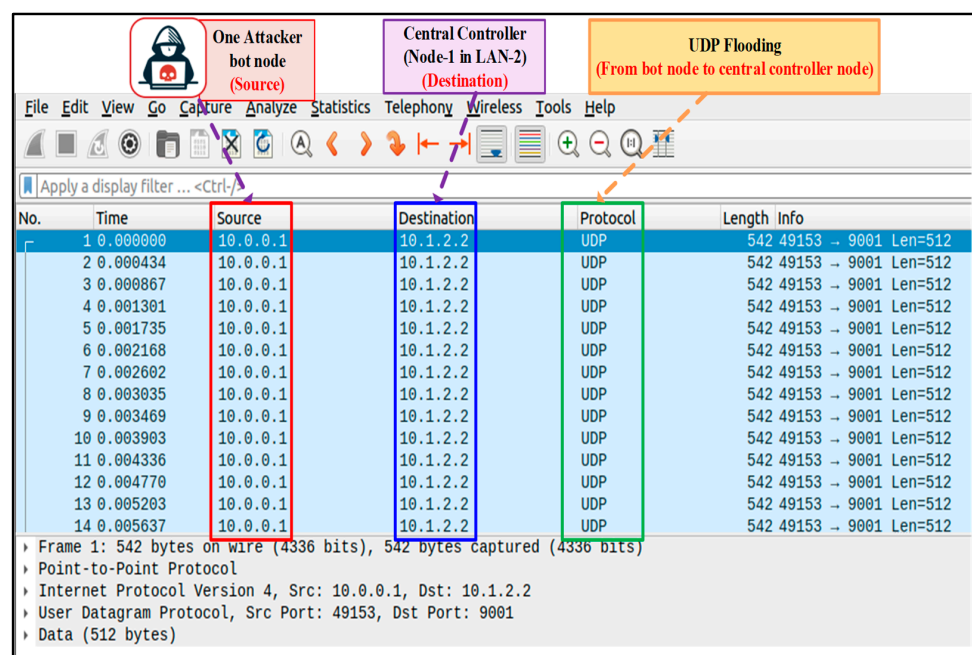 One Attacker
bot node
(Source)
Central Controller
(Node-1 in LAN-2)
(Destination)
UDP Flooding
(From bot node to central controller node)
File Edit View Go Capture Analyze Statistics Telephony Wireless Tools Help
Apply a display filter ... <Ctrl-/>
No. Time Source Destination Protocol Length Info
1 0.000000 10.0.0.1 10.1.2.2 UDP 542 49153 → 9001 Len=512
2 0.000434 10.0.0.1 10.1.2.2 UDP 542 49153 → 9001 Len=512
3 0.000867 10.0.0.1 10.1.2.2 UDP 542 49153 → 9001 Len=512
4 0.001301 10.0.0.1 10.1.2.2 UDP 542 49153 → 9001 Len=512
5 0.001735 10.0.0.1 10.1.2.2 UDP 542 49153 → 9001 Len=512
6 0.002168 10.0.0.1 10.1.2.2 UDP 542 49153 → 9001 Len=512
7 0.002602 10.0.0.1 10.1.2.2 UDP 542 49153 → 9001 Len=512
8 0.003035 10.0.0.1 10.1.2.2 UDP 542 49153 → 9001 Len=512
9 0.003469 10.0.0.1 10.1.2.2 UDP 542 49153 → 9001 Len=512
10 0.003903 10.0.0.1 10.1.2.2 UDP 542 49153 → 9001 Len=512
11 0.004336 10.0.0.1 10.1.2.2 UDP 542 49153 → 9001 Len=512
12 0.004770 10.0.0.1 10.1.2.2 UDP 542 49153 → 9001 Len=512
13 0.005203 10.0.0.1 10.1.2.2 UDP 542 49153 → 9001 Len=512
14 0.005637 10.0.0.1 10.1.2.2 UDP 542 49153 → 9001 Len=512
Frame 1: 542 bytes on wire (4336 bits), 542 bytes captured (4336 bits)
Point-to-Point Protocol
Internet Protocol Version 4, Src: 10.0.0.1, Dst: 10.1.2.2
User Datagram Protocol, Src Port: 49153, Dst Port: 9001
Data (512 bytes)